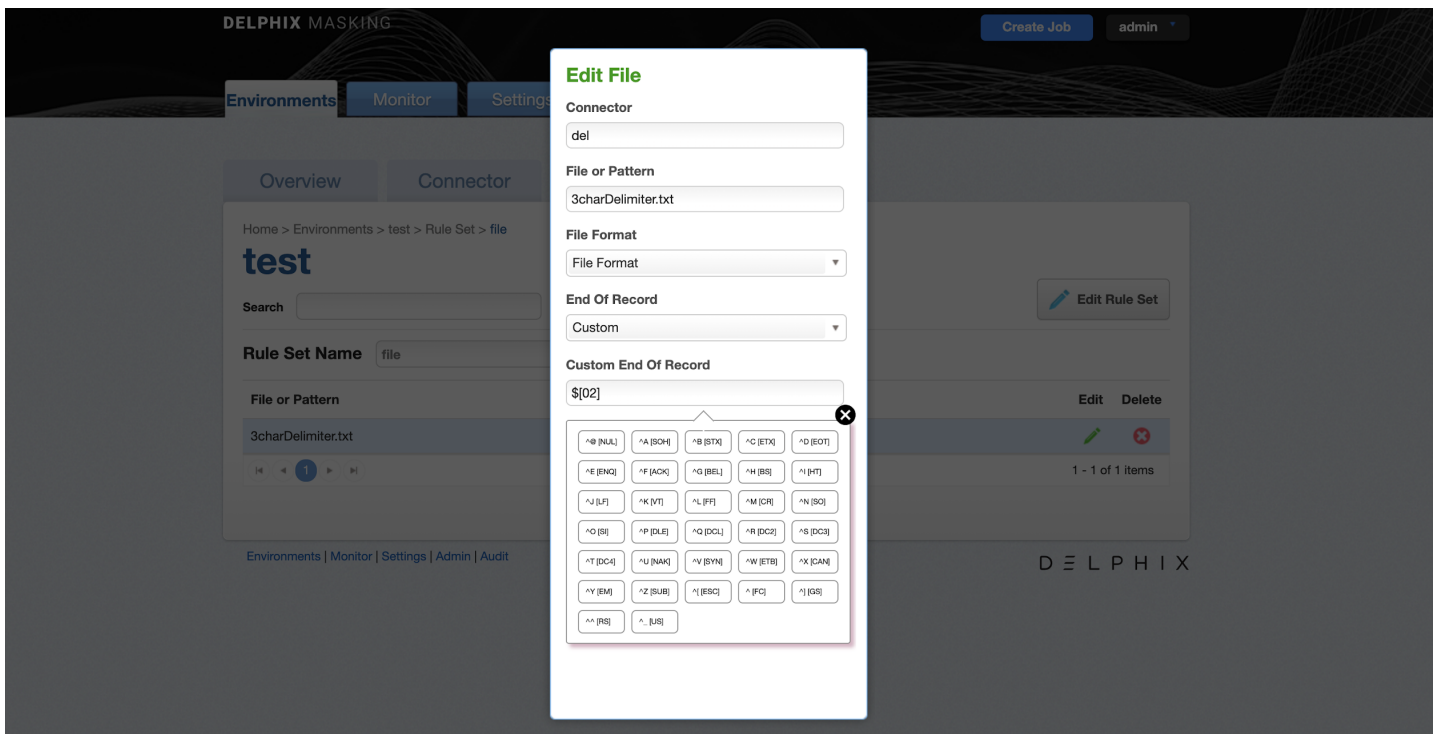 DELPHIX MASKING
Create Job
admin
Environments
Monitor
Settings
Overview
Connector
Home > Environments > test > Rule Set > file
test
Search
Edit Rule Set
Rule Set Name
file
File or Pattern
Edit
Delete
3charDelimiter.txt
1
1 - 1 of 1 items
Environments | Monitor | Settings | Admin | Audit
DELPHIX
Edit File
Connector
del
File or Pattern
3charDelimiter.txt
File Format
File Format
End Of Record
Custom
Custom End Of Record
$[02]
^@ [NUL] ^A [SOH] ^B [STX] ^C [ETX] ^D [EOT]
^E [ENQ] ^F [ACK] ^G [BEL] ^H [BS] ^I [HT]
^J [LF] ^K [VT] ^L [FF] ^M [CR] ^N [SO]
^O [SI] ^P [DLE] ^Q [DCL] ^R [DC2] ^S [DC3]
^T [DC4] ^U [NAK] ^V [SYN] ^W [ETB] ^X [CAN]
^Y [EM] ^Z [SUB] ^[ [ESC] ^ [FC] ^] [GS]
^^ [RS] ^_ [US]